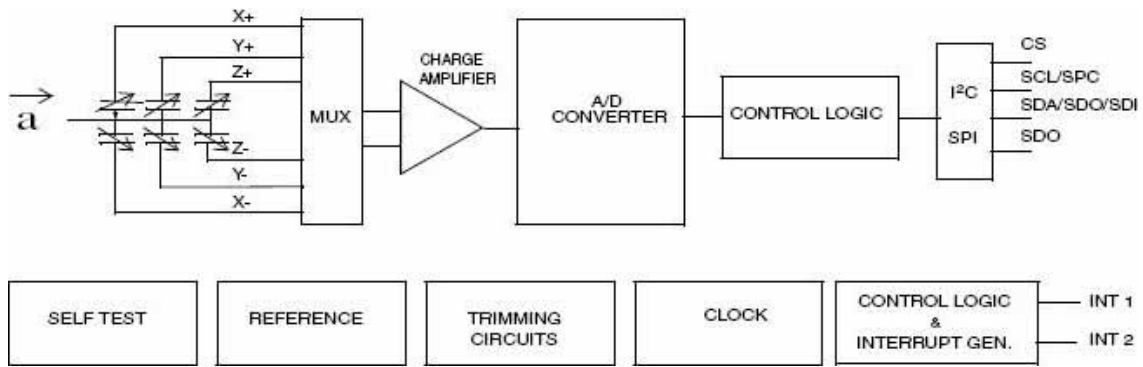 X+
Y+
Z+
a
Z-
Y-
X-
MUX
CHARGE
AMPLIFIER
A/D
CONVERTER
CONTROL LOGIC
I²C
SPI
CS
SCL/SPC
SDA/SDO/SDI
SDO
SELF TEST
REFERENCE
TRIMMING
CIRCUITS
CLOCK
CONTROL LOGIC
&
INTERRUPT GEN.
INT 1
INT 2